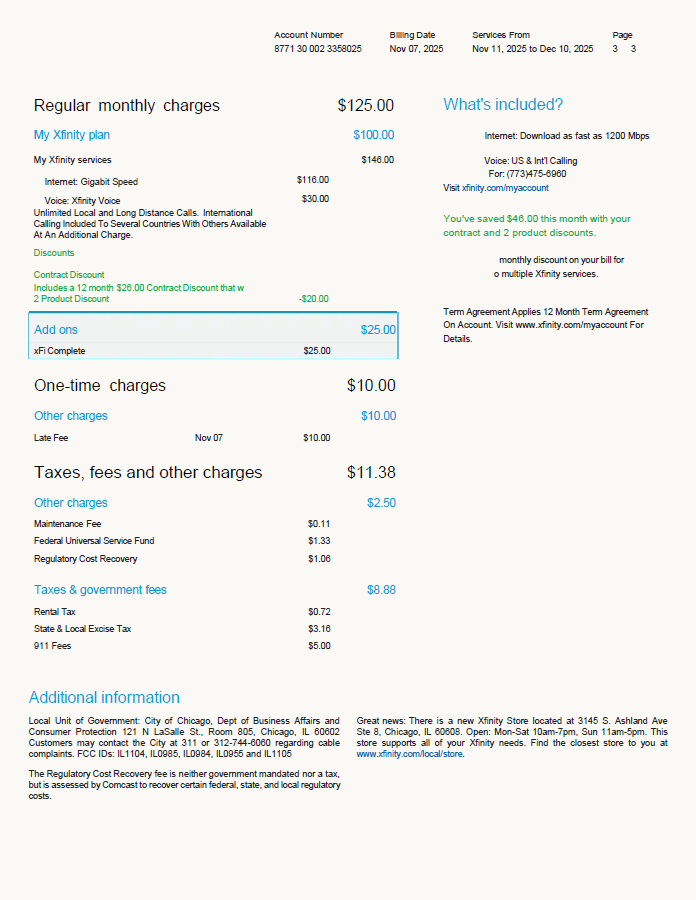 Account Number Billing Date Services From Page
8771 30 002 3358025 Nov 07, 2025 Nov 11, 2025 to Dec 10, 2025 3 3
Regular monthly charges $125.00
My Xfinity plan $100.00
My Xfinity services $146.00
Internet: Gigabit Speed $116.00
Voice: Xfinity Voice $30.00
Unlimited Local and Long Distance Calls. International
Calling Included To Several Countries With Others Available
At An Additional Charge.
Discounts
Contract Discount
Includes a 12 month $26.00 Contract Discount that w
2 Product Discount -$20.00
Add ons $25.00
xFi Complete $25.00
One-time charges $10.00
Other charges $10.00
Late Fee Nov 07 $10.00
Taxes, fees and other charges $11.38
Other charges $2.50
Maintenance Fee $0.11
Federal Universal Service Fund $1.33
Regulatory Cost Recovery $1.06
Taxes & government fees $8.88
Rental Tax $0.72
State & Local Excise Tax $3.16
911 Fees $5.00
What's included?
Internet: Download as fast as 1200 Mbps
Voice: US & Int'l Calling
For: (773)475-6960
Visit xfinity.com/myaccount
You've saved $46.00 this month with your
contract and 2 product discounts.
monthly discount on your bill for
o multiple Xfinity services.
Term Agreement Applies 12 Month Term Agreement
On Account. Visit www.xfinity.com/myaccount For
Details.
Additional information
Local Unit of Government: City of Chicago, Dept of Business Affairs and
Consumer Protection 121 N LaSalle St., Room 805, Chicago, IL 60602
Customers may contact the City at 311 or 312-744-6060 regarding cable
complaints. FCC IDs: IL1104, IL0985, IL0984, IL0955 and IL1105
The Regulatory Cost Recovery fee is neither government mandated nor a tax,
but is assessed by Comcast to recover certain federal, state, and local regulatory
costs.
Great news: There is a new Xfinity Store located at 3145 S. Ashland Ave
Ste 8, Chicago, IL 60608. Open: Mon-Sat 10am-7pm, Sun 11am-5pm. This
store supports all of your Xfinity needs. Find the closest store to you at
www.xfinity.com/local/store.